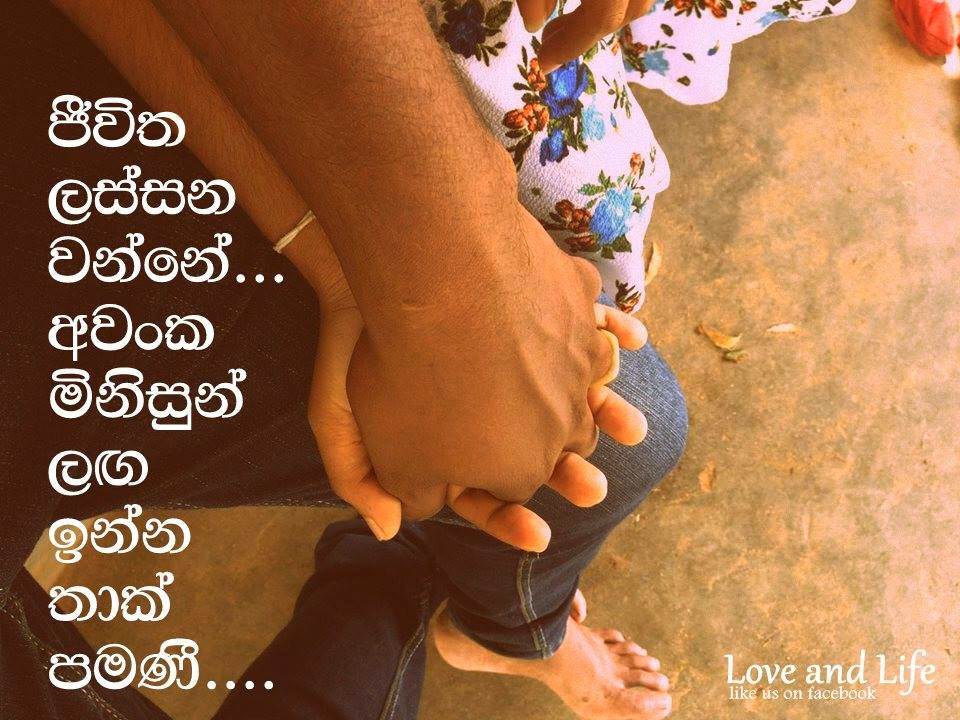 ජීවිත
ලස්සන
වන්නේ...
අවංක
මිනිසුන්
ලඟ
ඉන්න
තාක්
පමණී....
Love and Life
like us on facebook